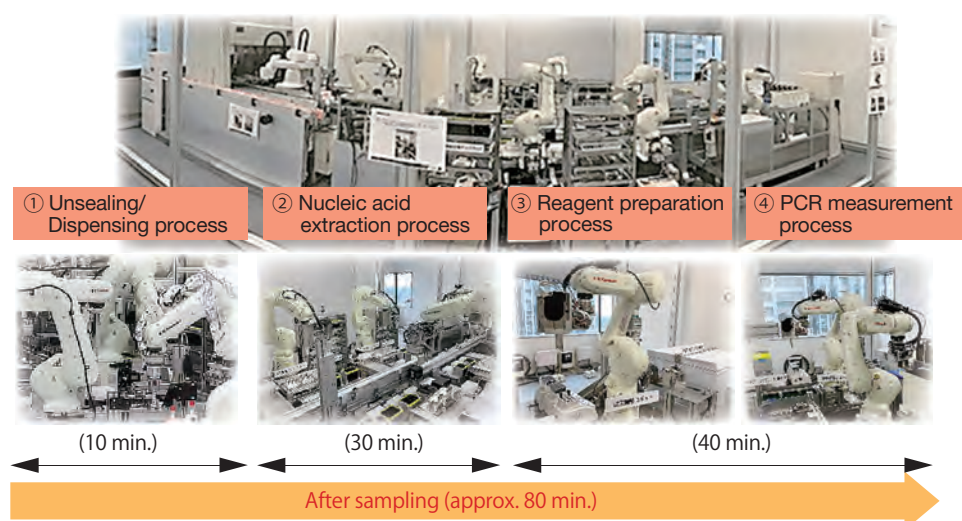 ① Unsealing/
Dispensing process
② Nucleic acid
extraction process
③ Reagent preparation
process
④ PCR measurement
process
(10 min.)
(30 min.)
(40 min.)
After sampling (approx. 80 min.)